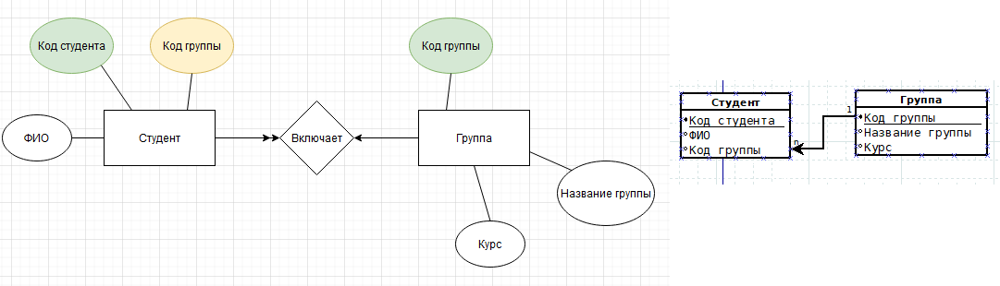 Код студента
Код группы
ФИО
Студент
Включает
Код группы
Группа
Название группы
Курс
Студент
Код студента
ФИО
Код группы
n
1
Группа
Код группы
Название группы
Курс